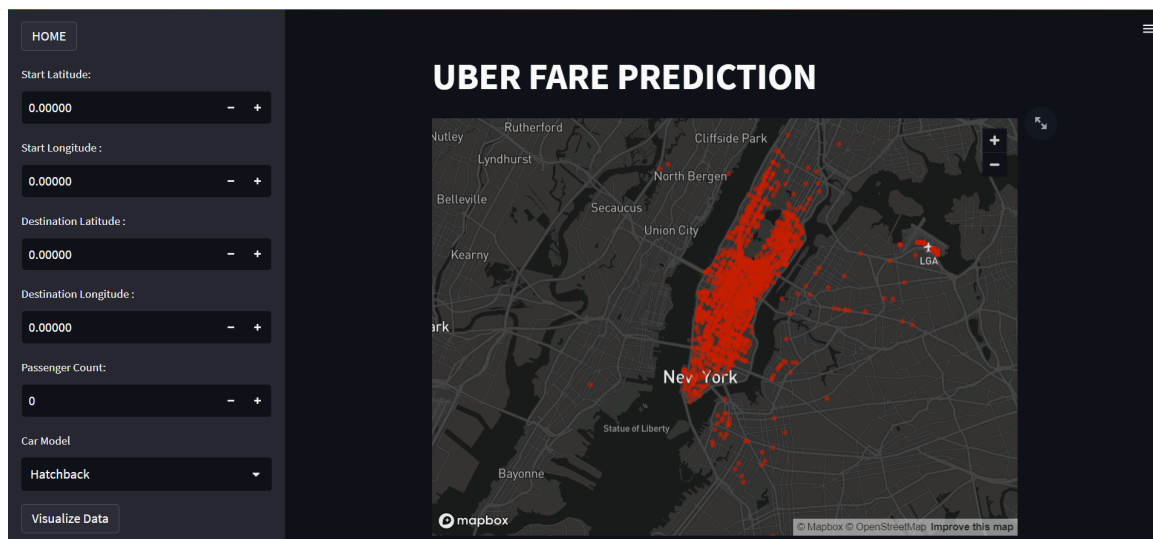 HOME
Start Latitude:
0.00000
Start Longitude :
0.00000
Destination Latitude :
0.00000
Destination Longitude :
0.00000
Passenger Count:
0
Car Model
Hatchback
Visualize Data
UBER FARE PREDICTION
Nutley
Rutherford
Cliffside Park
Lyndhurst
North Bergen
Belleville
Secaucus
Union City
Kearny
LGA
ark
New York
Statue of Liberty
Bayonne
mapbox
© Mapbox © OpenStreetMap Improve this map